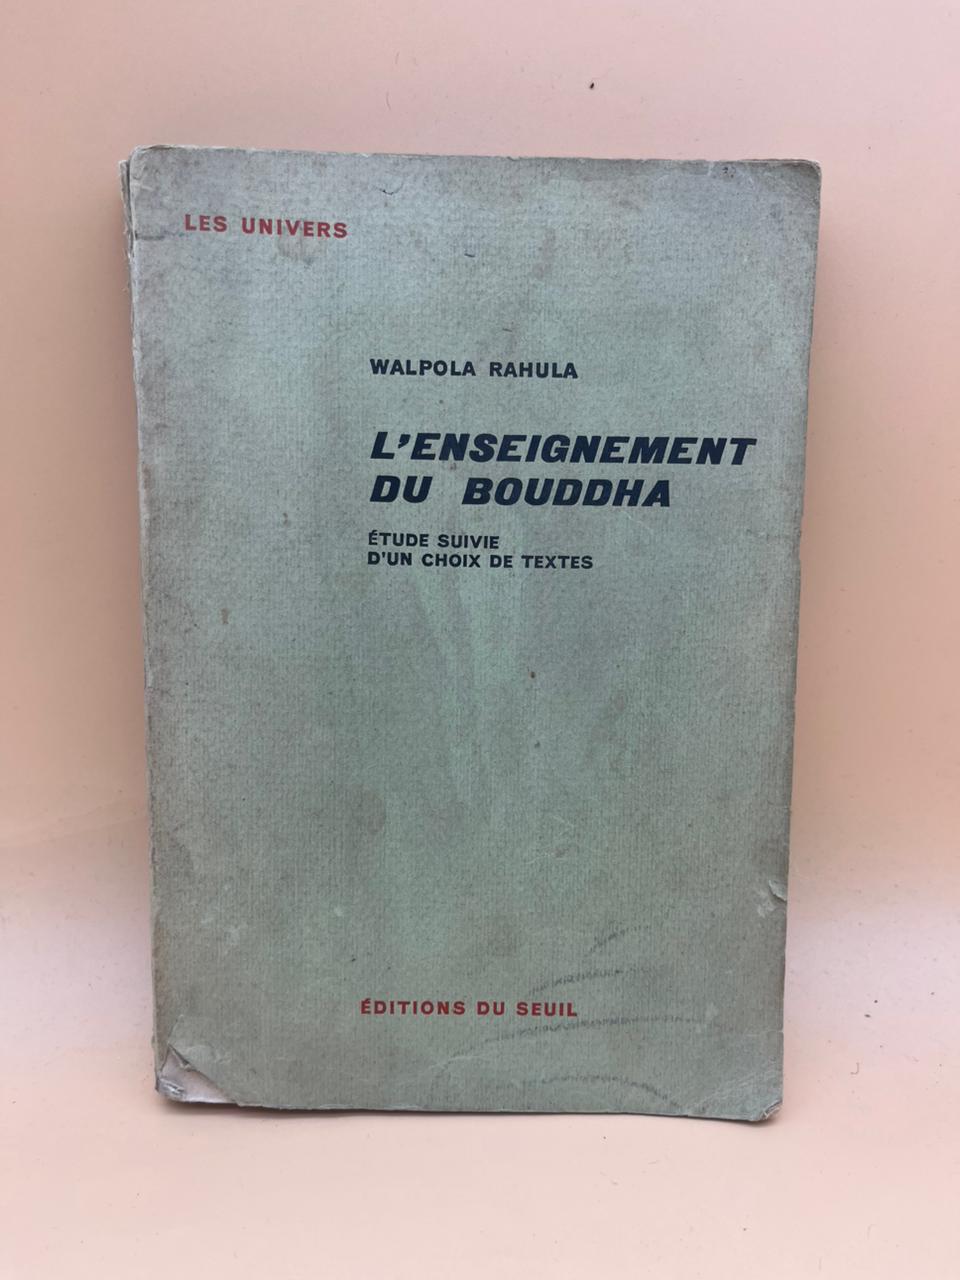 LES UNIVERS
WALPOLA RAHULA
L'ENSEIGNEMENT
DU BOUDDHA
ÉTUDE SUIVIE
D'UN CHOIX DE TEXTES
ÉDITIONS DU SEUIL